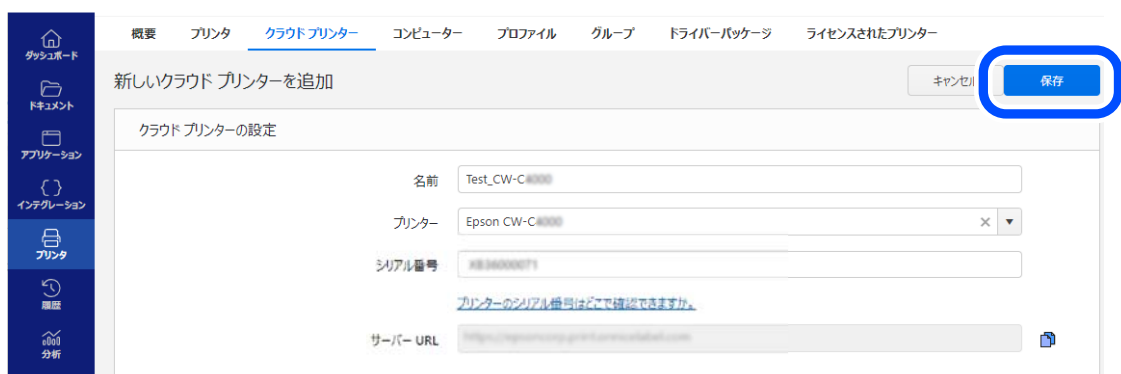 ダッシュボード
ドキュメント
アプリケーション
インテグレーション
プリンタ
履歴
分析
概要 プリンタ クラウド プリンター コンピューター プロファイル グループ ドライバーパッケージ ライセンスされたプリンター
新しいクラウド プリンターを追加
保存
クラウド プリンターの設定
名前 Test_CW-C
プリンター Epson CW-C
シリアル番号
プリンターのシリアル番号はどこで確認できますか。
サーバー URL